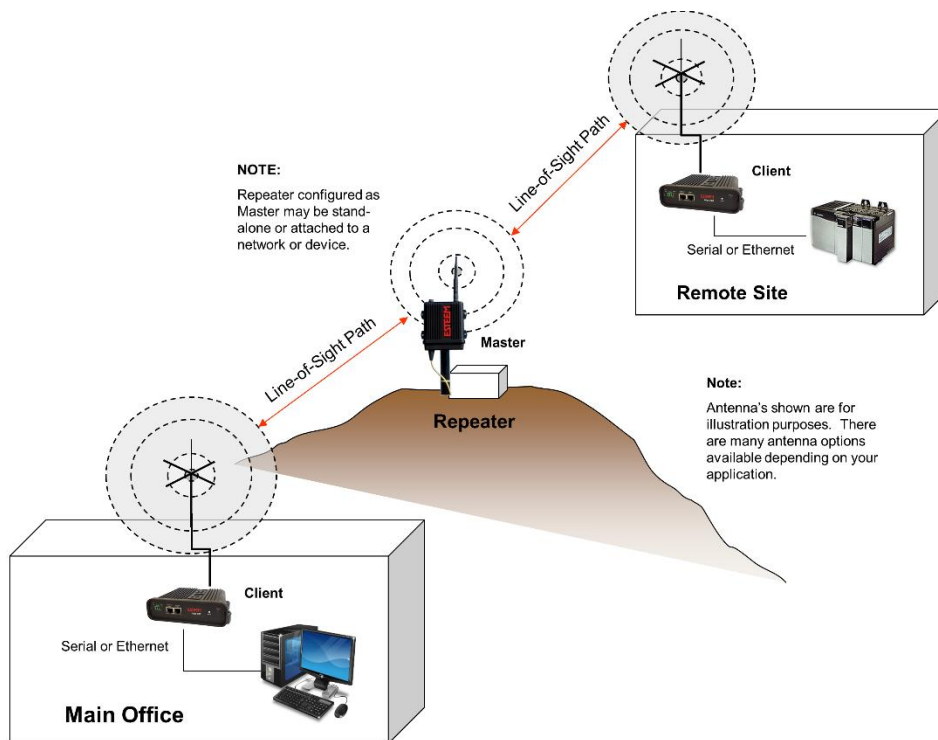 Line-of-Sight Path
Client
Serial or Ethernet
Remote Site
NOTE:
Repeater configured as
Master may be stand-
alone or attached to a
network or device.
ESTEEM
Master
Line-of-Sight Path
Repeater
Note:
Antenna's shown are for
illustration purposes. There
are many antenna options
available depending on your
application.
Client
Serial or Ethernet
Main Office